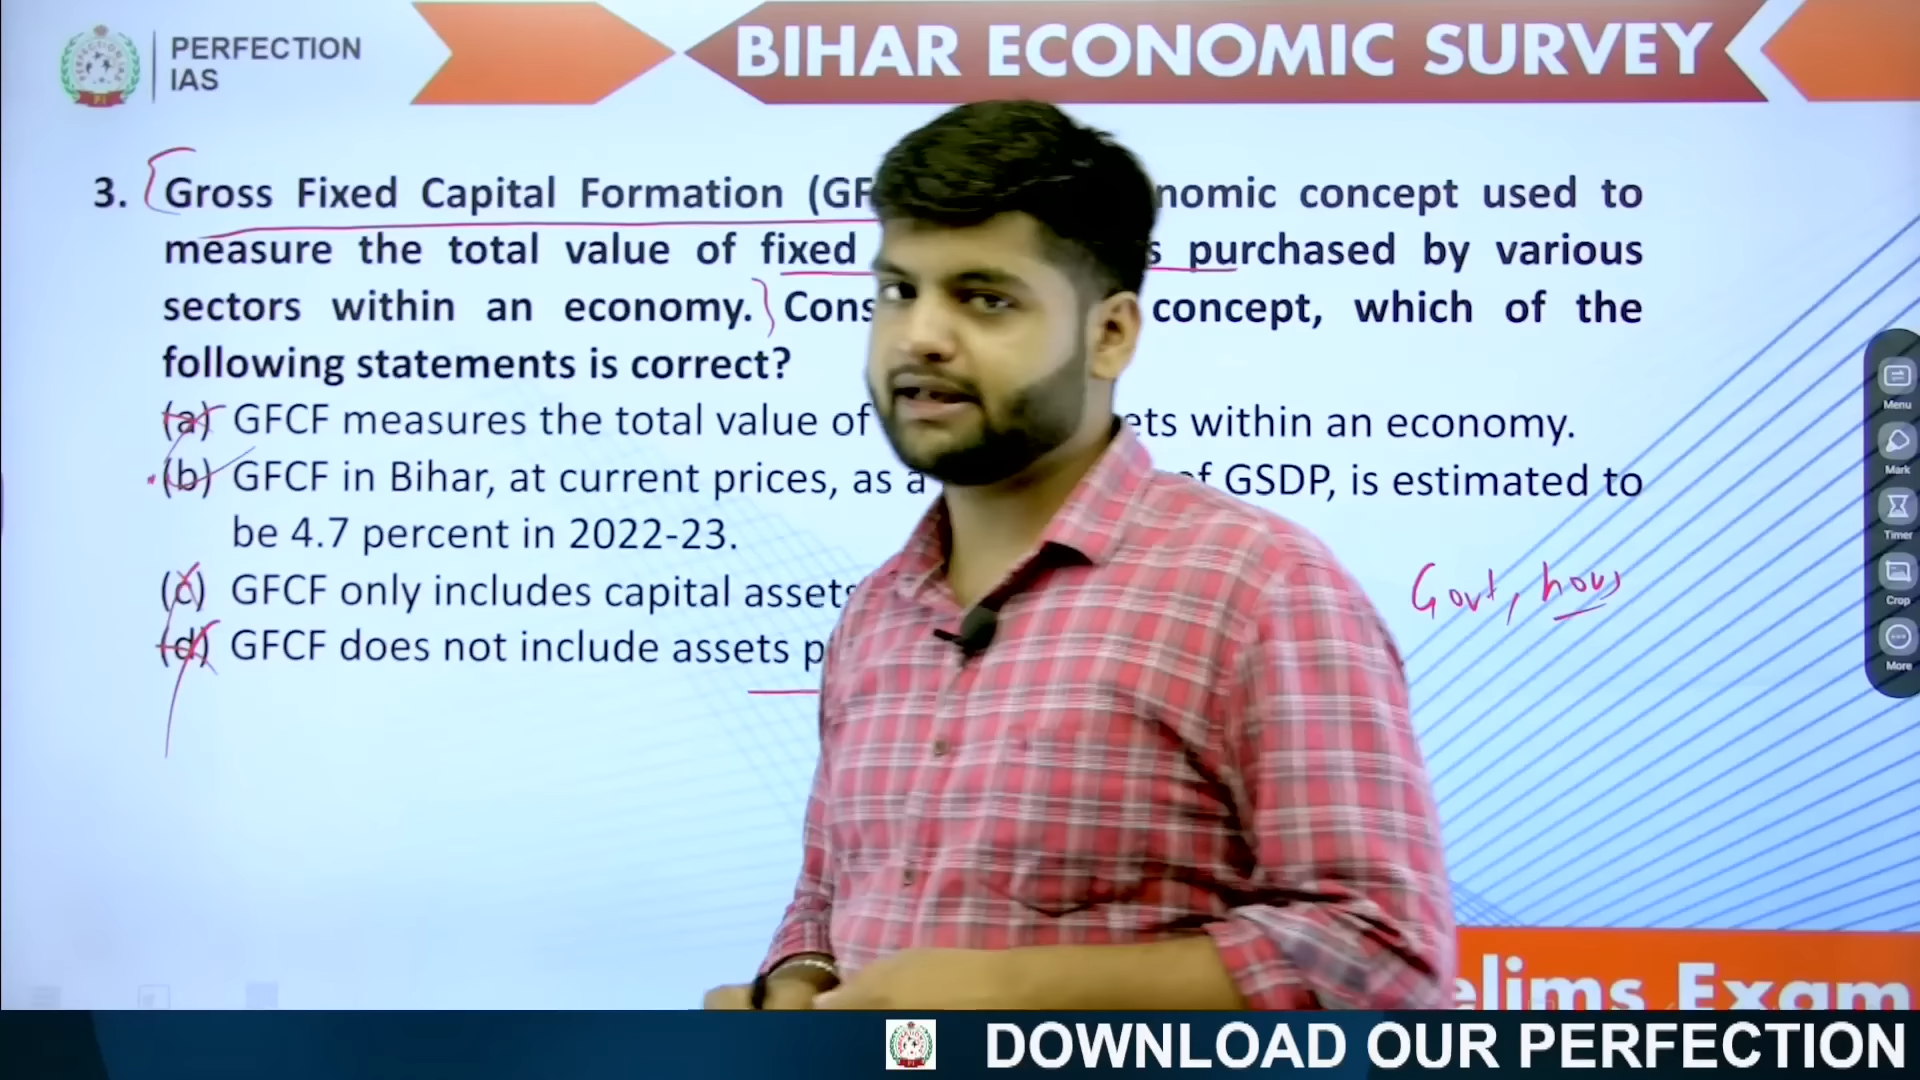 PERFECTION
IAS
BIHAR ECONOMIC SURVEY
3. Gross Fixed Capital Formation (GF nomic concept used to
measure the total value of fixed s purchased by various
sectors within an economy. Cons concept, which of the
following statements is correct?
(a) GFCF measures the total value of ets within an economy.
(b) GFCF in Bihar, at current prices, as a of GSDP, is estimated to
be 4.7 percent in 2022-23.
(c) GFCF only includes capital assets
(d) GFCF does not include assets p
Govt, hous
Menu
Mark
Timer
Crop
More
elims Exam
DOWNLOAD OUR PERFECTION